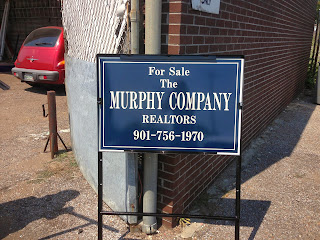 For Sale
The
MURPHY COMPANY
REALTORS
901-756-1970